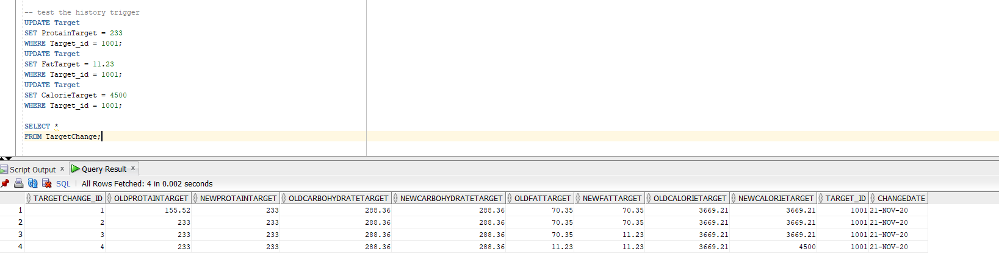 -- test the history trigger
UPDATE Target
SET ProtainTarget = 233
WHERE Target_id = 1001;
UPDATE Target
SET FatTarget = 11.23
WHERE Target_id = 1001;
UPDATE Target
SET CalorieTarget = 4500
WHERE Target_id = 1001;
SELECT *
FROM TargetChange;
Script Output x Query Result x
SQL | All Rows Fetched: 4 in 0.002 seconds
TARGETCHANGE_ID OLDPROTAINTARGET NEWPROTAINTARGET OLDCARBOHYDRATETARGET NEWCARBOHYDRATETARGET OLDFATTARGET NEWFATTARGET OLDCALORIETARGET NEWCALORIETARGET TARGET_ID CHANGEDATE
1 1 155.52 233 288.36 288.36 70.35 70.35 3669.21 3669.21 1001 21-NOV-20
2 2 233 233 288.36 288.36 70.35 70.35 3669.21 3669.21 1001 21-NOV-20
3 3 233 233 288.36 288.36 70.35 11.23 3669.21 3669.21 1001 21-NOV-20
4 4 233 233 288.36 288.36 11.23 11.23 3669.21 4500 1001 21-NOV-20